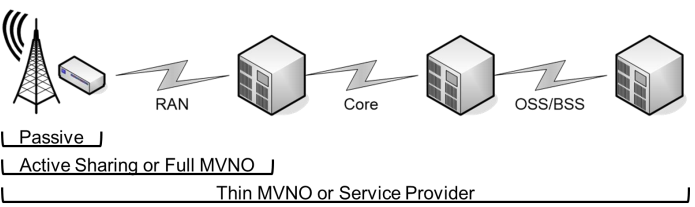 RAN
Core
OSS/BSS
Passive
Active Sharing or Full MVNO
Thin MVNO or Service Provider